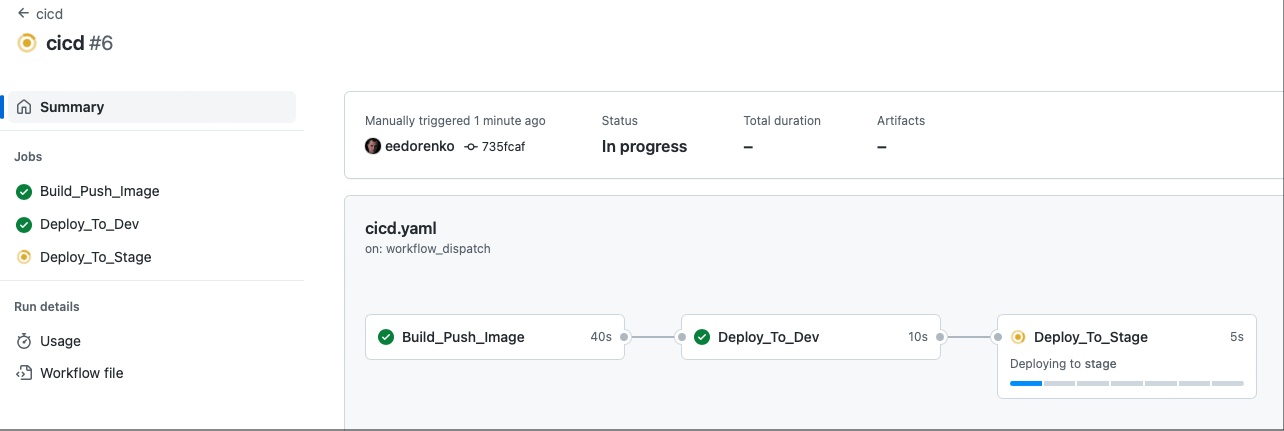 cicd
cicd #6
Summary
Jobs
Build_Push_Image
Deploy_To_Dev
Deploy_To_Stage
Run details
Usage
Workflow file
Manually triggered 1 minute ago
eedorenko 735fcaf
Status
In progress
Total duration
–
Artifacts
–
cicd.yaml
on: workflow_dispatch
Build_Push_Image 40s
Deploy_To_Dev 10s
Deploy_To_Stage 5s
Deploying to stage